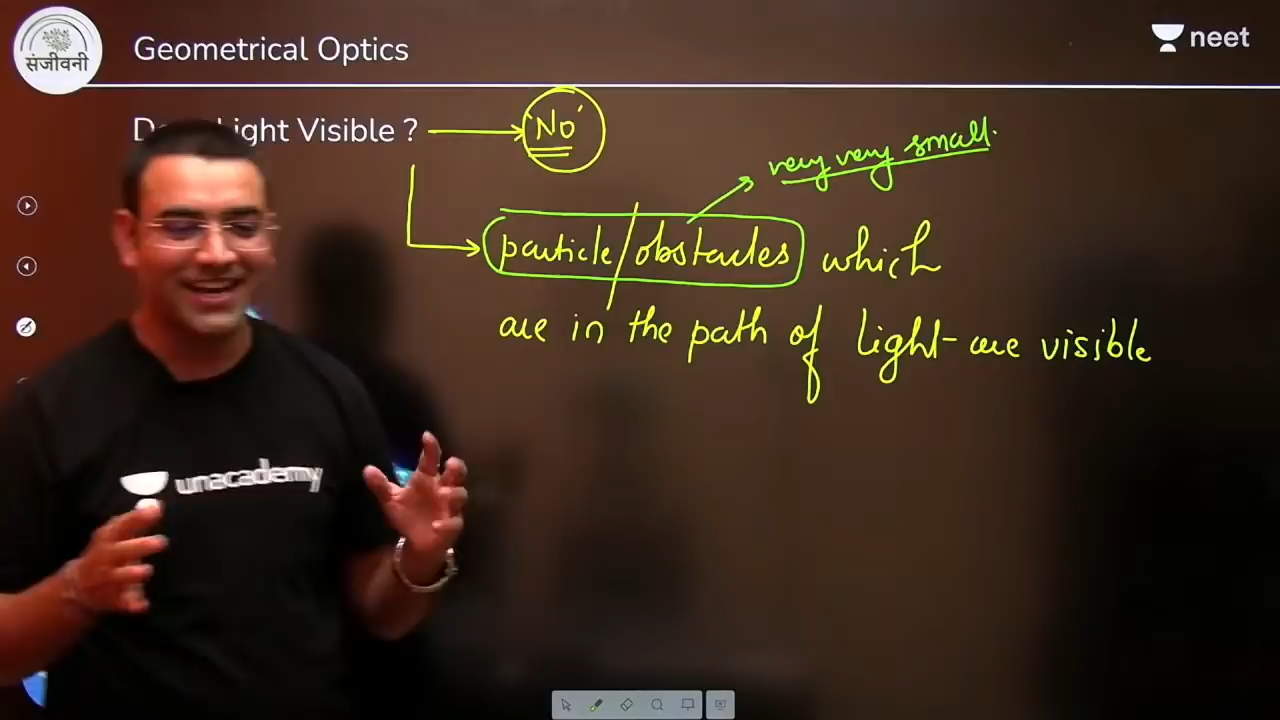 संजीवनी
Geometrical Optics
neet
Light Visible ?
'No'
very very small.
particle/obstacles which
are in the path of light are visible
unacademy